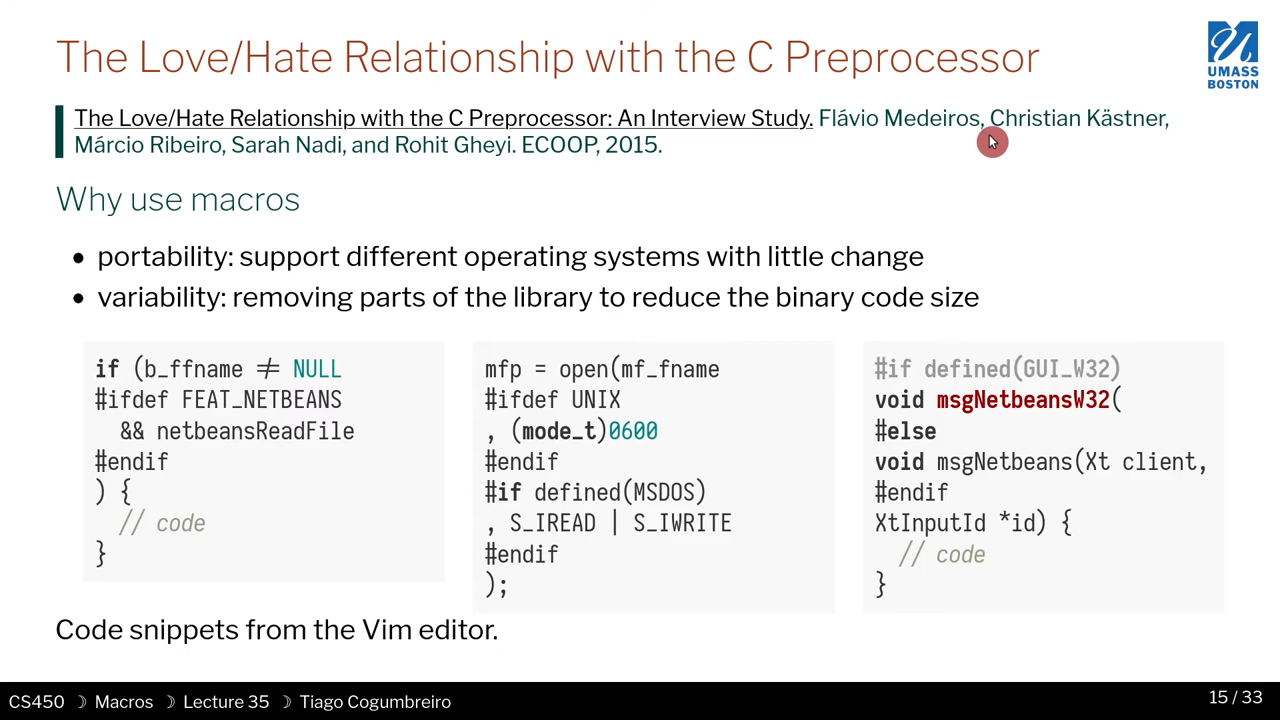 The Love/Hate Relationship with the C Preprocessor
UMASS
BOSTON
The Love/Hate Relationship with the C Preprocessor: An Interview Study. Flávio Medeiros, Christian Kästner,
Márcio Ribeiro, Sarah Nadi, and Rohit Gheyi. ECOOP, 2015.
Why use macros
• portability: support different operating systems with little change
• variability: removing parts of the library to reduce the binary code size
if (b_ffname ≠ NULL
#ifdef FEAT_NETBEANS
&& netbeansReadFile
#endif
) {
// code
}
mfp = open(mf_fname
#ifdef UNIX
, (mode_t)0600
#endif
#if defined(MSDOS)
, S_IREAD | S_IWRITE
#endif
);
#if defined(GUI_W32)
void msgNetbeansW32(
#else
void msgNetbeans(Xt client,
#endif
XtInputId *id) {
// code
}
Code snippets from the Vim editor.
CS450 ☽ Macros ☽ Lecture 35 ☽ Tiago Cogumbreiro
15 / 33